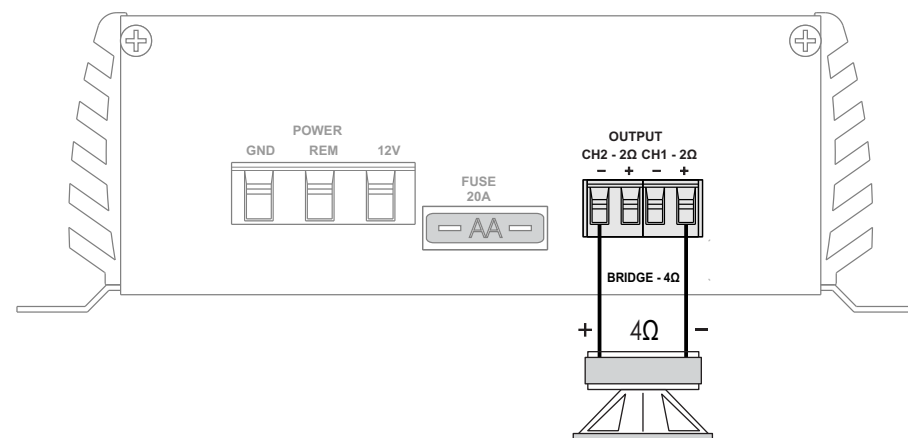 POWER
GND REM 12V
FUSE
20A
AA
OUTPUT
CH2 - 2Ω CH1 - 2Ω
− + − +
BRIDGE - 4Ω
+ 4Ω −